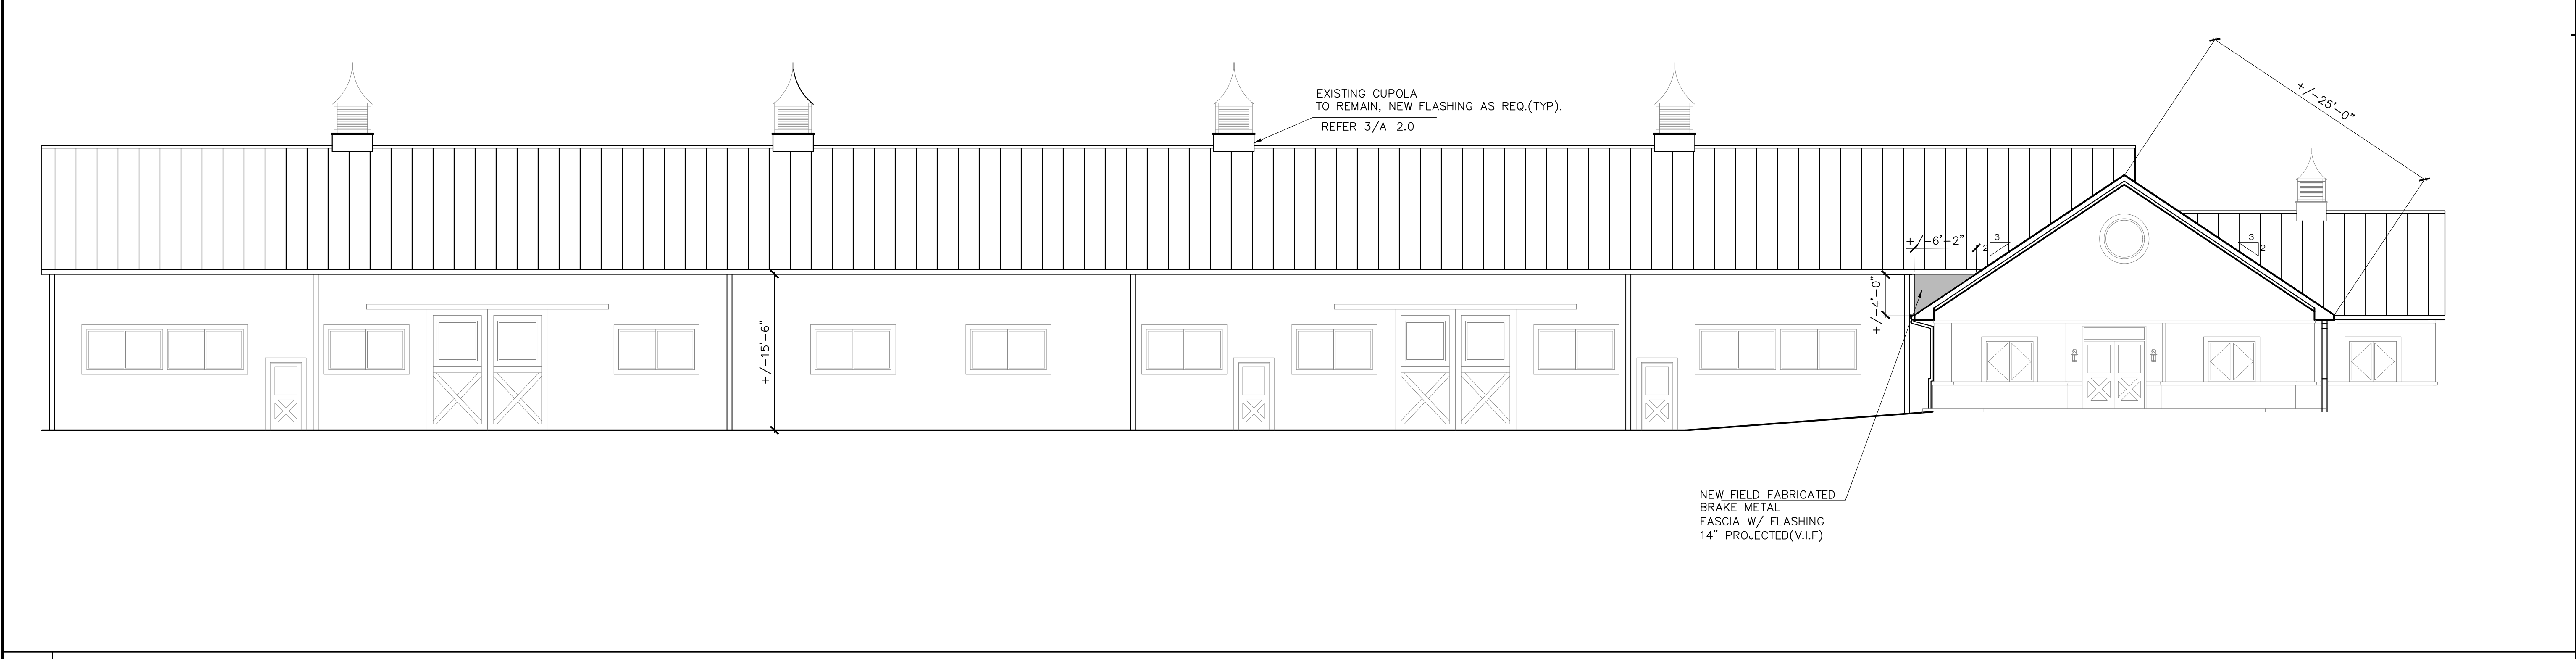 EXISTING CUPOLA
TO REMAIN, NEW FLASHING AS REQ.(TYP).
REFER 3/A-2.0
+/-25'-0"
+/-6'-2"
3
2
3
2
+/-4'-0"
+/-15'-6"
NEW FIELD FABRICATED
BRAKE METAL
FASCIA W/ FLASHING
14" PROJECTED(V.I.F)